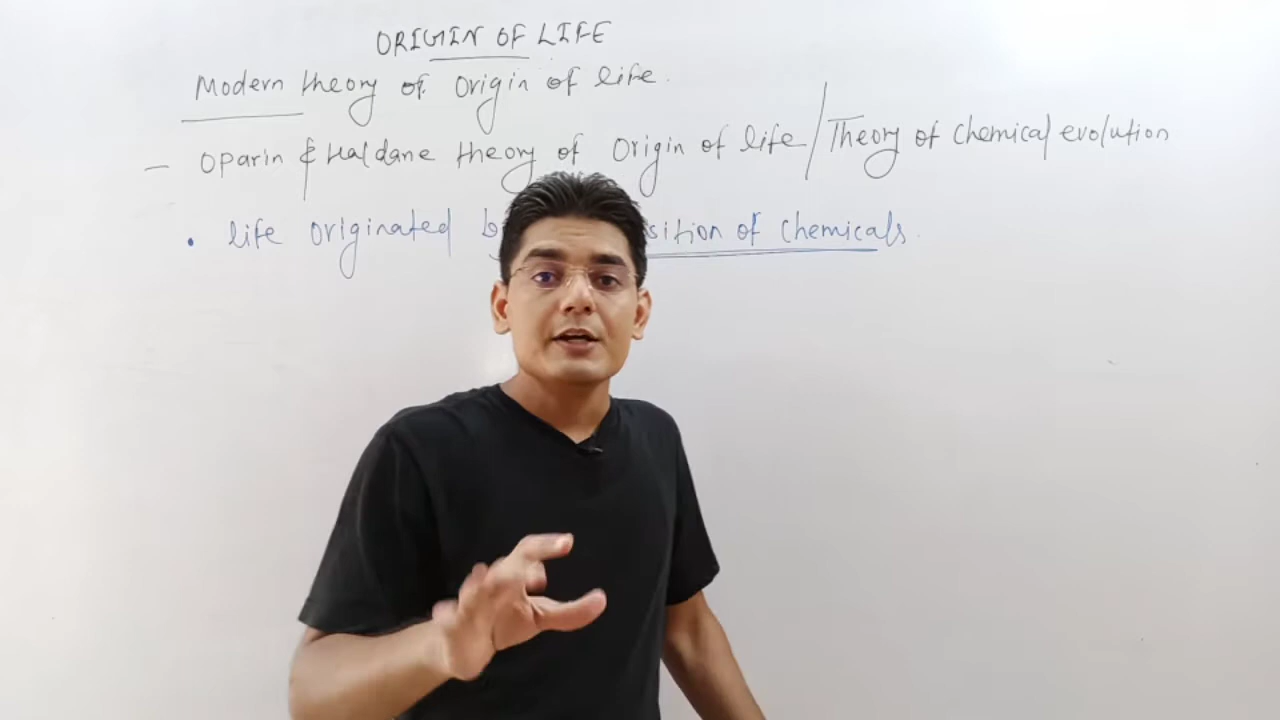 ORIGIN OF LIFE
Modern theory of Origin of life.
- Oparin & Haldane theory of Origin of life / Theory of Chemical evolution
• life originated of Chemicals.